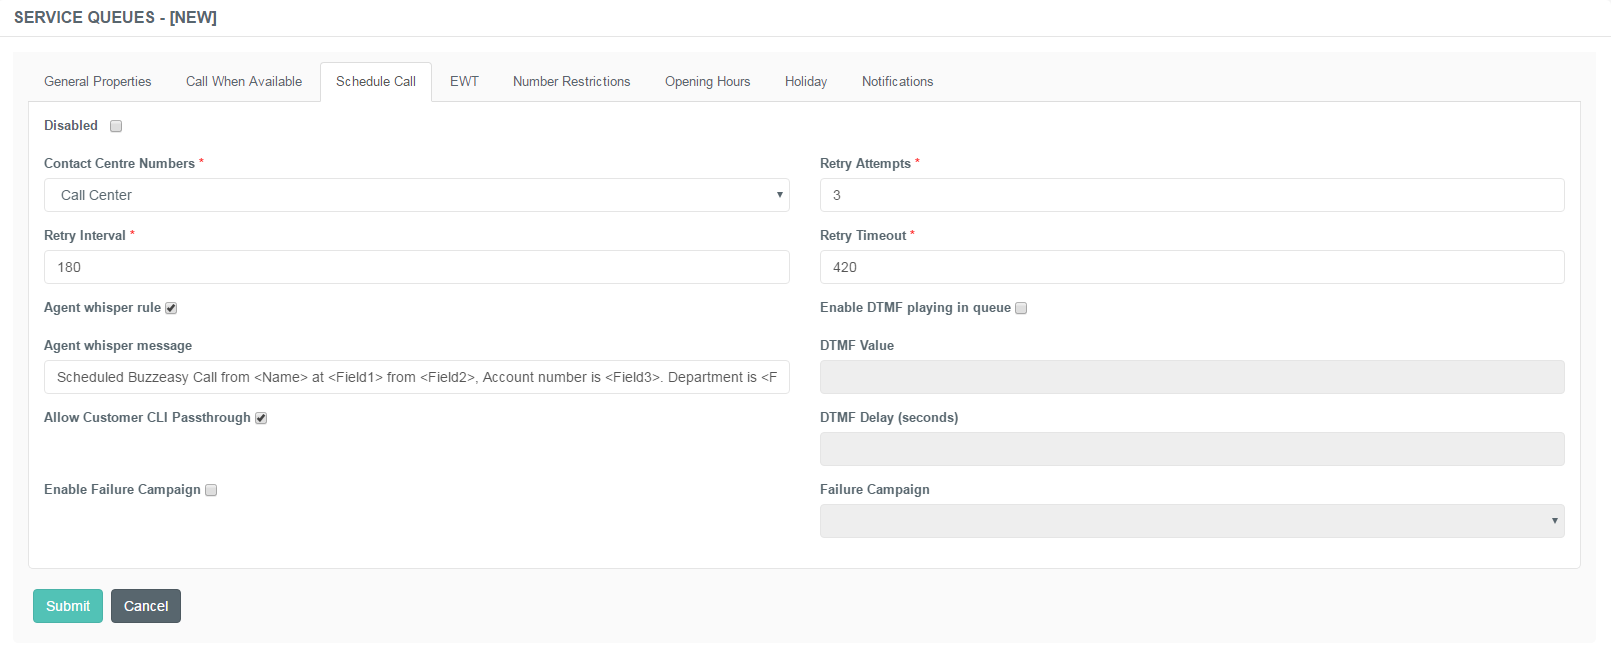 SERVICE QUEUES - [NEW]
General Properties Call When Available Schedule Call EWT Number Restrictions Opening Hours Holiday Notifications
Disabled
Contact Centre Numbers * Retry Attempts *
Call Center 3
Retry Interval * Retry Timeout *
180 420
Agent whisper rule Enable DTMF playing in queue
Agent whisper message DTMF Value
Scheduled Buzzeasy Call from <Name> at <Field1> from <Field2>, Account number is <Field3>. Department is <F
Allow Customer CLI Passthrough DTMF Delay (seconds)
Enable Failure Campaign Failure Campaign
Submit Cancel